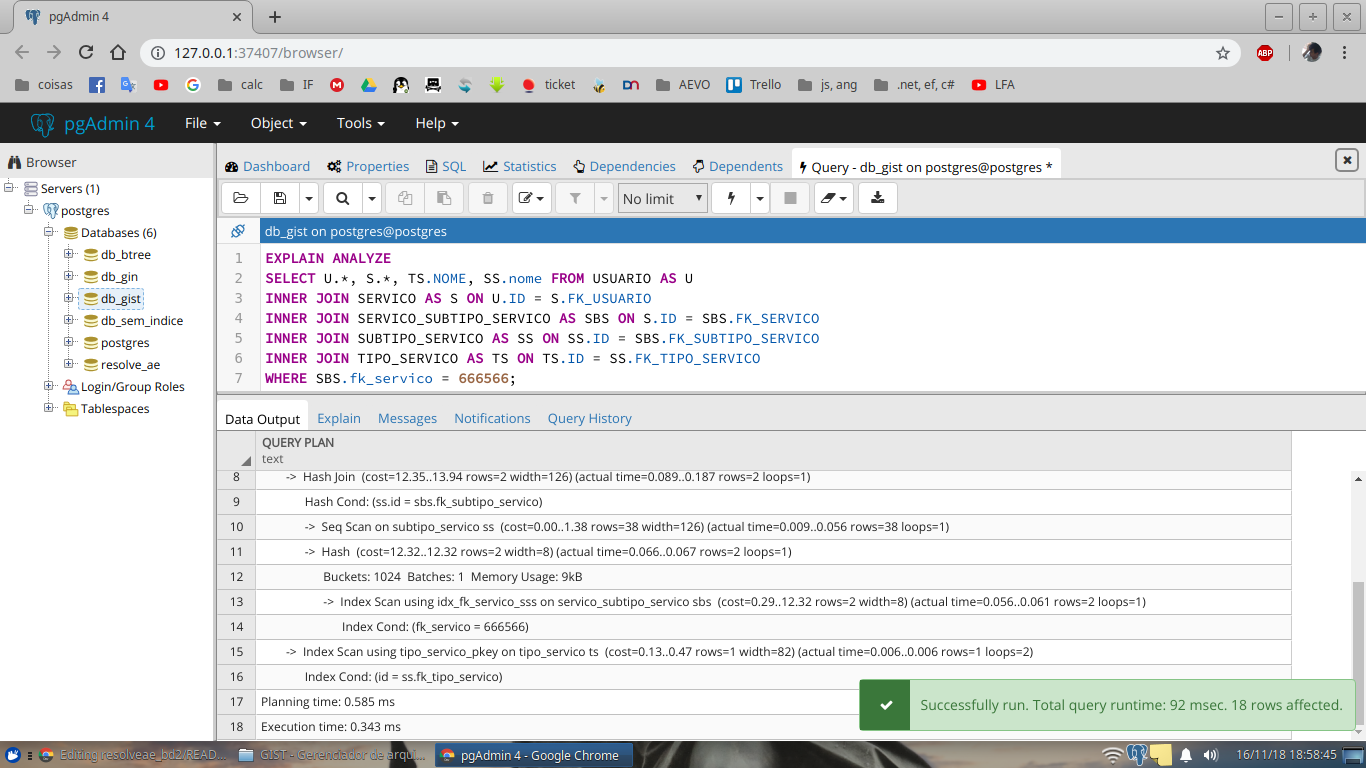 pgAdmin 4
127.0.0.1:37407/browser/
ABP
coisas calc IF ticket AEVO Trello js, ang .net, ef, c# LFA
pgAdmin 4 File Object Tools Help
Browser
Servers (1)
postgres
Databases (6)
db_btree
db_gin
db_gist
db_sem_indice
postgres
resolve_ae
Login/Group Roles
Tablespaces
Dashboard Properties SQL Statistics Dependencies Dependents Query - db_gist on postgres@postgres *
No limit
db_gist on postgres@postgres
1 EXPLAIN ANALYZE
2 SELECT U.*, S.*, TS.NOME, SS.nome FROM USUARIO AS U
3 INNER JOIN SERVICO AS S ON U.ID = S.FK_USUARIO
4 INNER JOIN SERVICO_SUBTIPO_SERVICO AS SBS ON S.ID = SBS.FK_SERVICO
5 INNER JOIN SUBTIPO_SERVICO AS SS ON SS.ID = SBS.FK_SUBTIPO_SERVICO
6 INNER JOIN TIPO_SERVICO AS TS ON TS.ID = SS.FK_TIPO_SERVICO
7 WHERE SBS.fk_servico = 666566;
Data Output Explain Messages Notifications Query History
QUERY PLAN
text
8 -> Hash Join (cost=12.35..13.94 rows=2 width=126) (actual time=0.089..0.187 rows=2 loops=1)
9 Hash Cond: (ss.id = sbs.fk_subtipo_servico)
10 -> Seq Scan on subtipo_servico ss (cost=0.00..1.38 rows=38 width=126) (actual time=0.009..0.056 rows=38 loops=1)
11 -> Hash (cost=12.32..12.32 rows=2 width=8) (actual time=0.066..0.067 rows=2 loops=1)
12 Buckets: 1024 Batches: 1 Memory Usage: 9kB
13 -> Index Scan using idx_fk_servico_sss on servico_subtipo_servico sbs (cost=0.29..12.32 rows=2 width=8) (actual time=0.056..0.061 rows=2 loops=1)
14 Index Cond: (fk_servico = 666566)
15 -> Index Scan using tipo_servico_pkey on tipo_servico ts (cost=0.13..0.47 rows=1 width=82) (actual time=0.006..0.006 rows=1 loops=2)
16 Index Cond: (id = ss.fk_tipo_servico)
17 Planning time: 0.585 ms
18 Execution time: 0.343 ms
Successfully run. Total query runtime: 92 msec. 18 rows affected.
Editing resolveae_bd2/READ... GIST - Gerenciador de arqui... pgAdmin 4 - Google Chrome 16/11/18 18:58:45